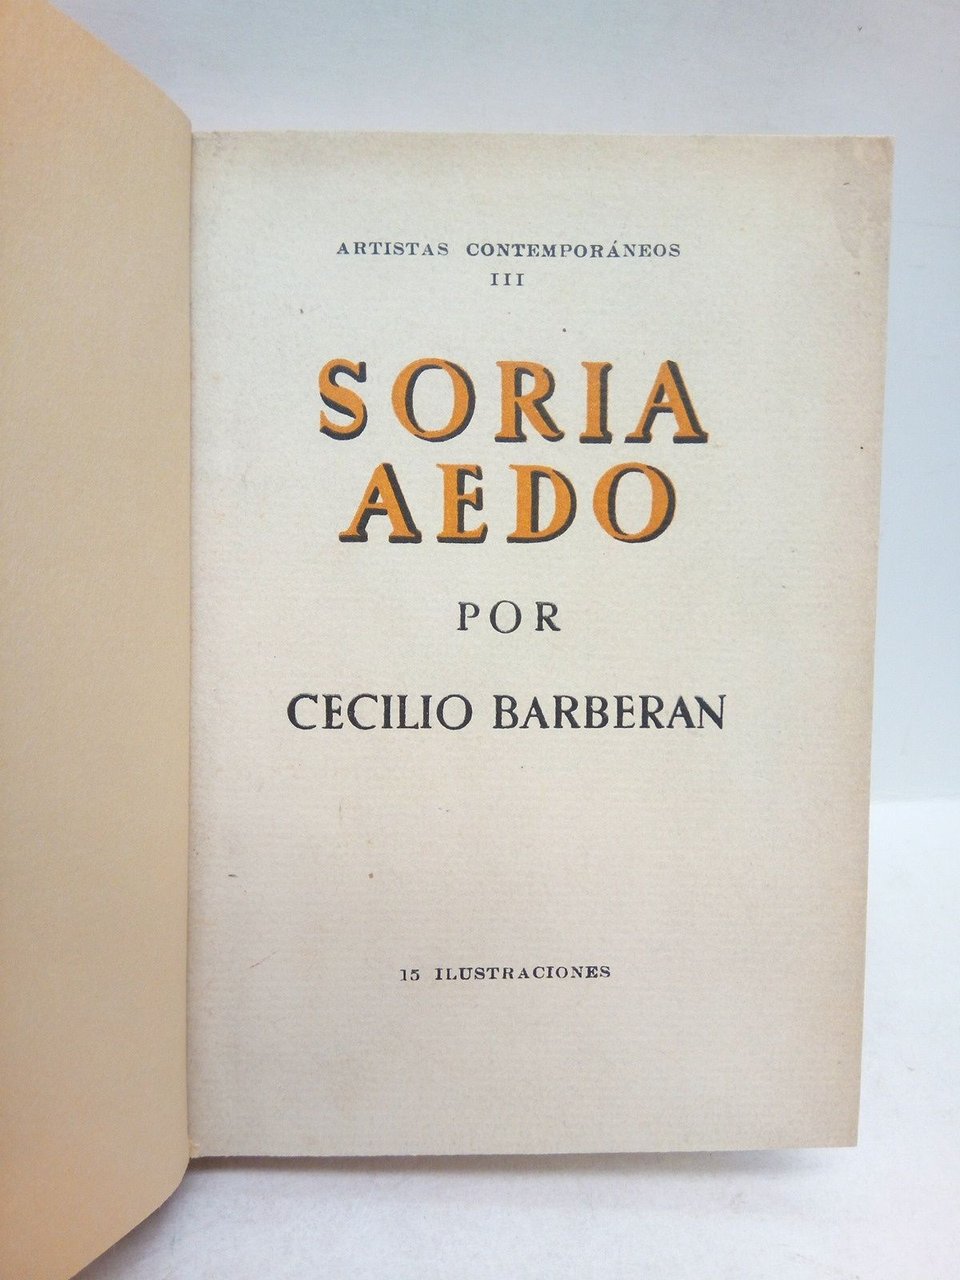 ARTISTAS CONTEMPORÁNEOS
III
SORIA
AEDO
POR
CECILIO BARBERAN
15 ILUSTRACIONES